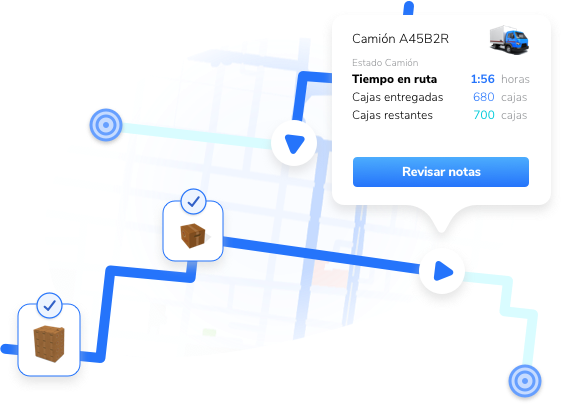 Camión A45B2R
Estado Camión
Tiempo en ruta 1:56 horas
Cajas entregadas 680 cajas
Cajas restantes 700 cajas
Revisar notas